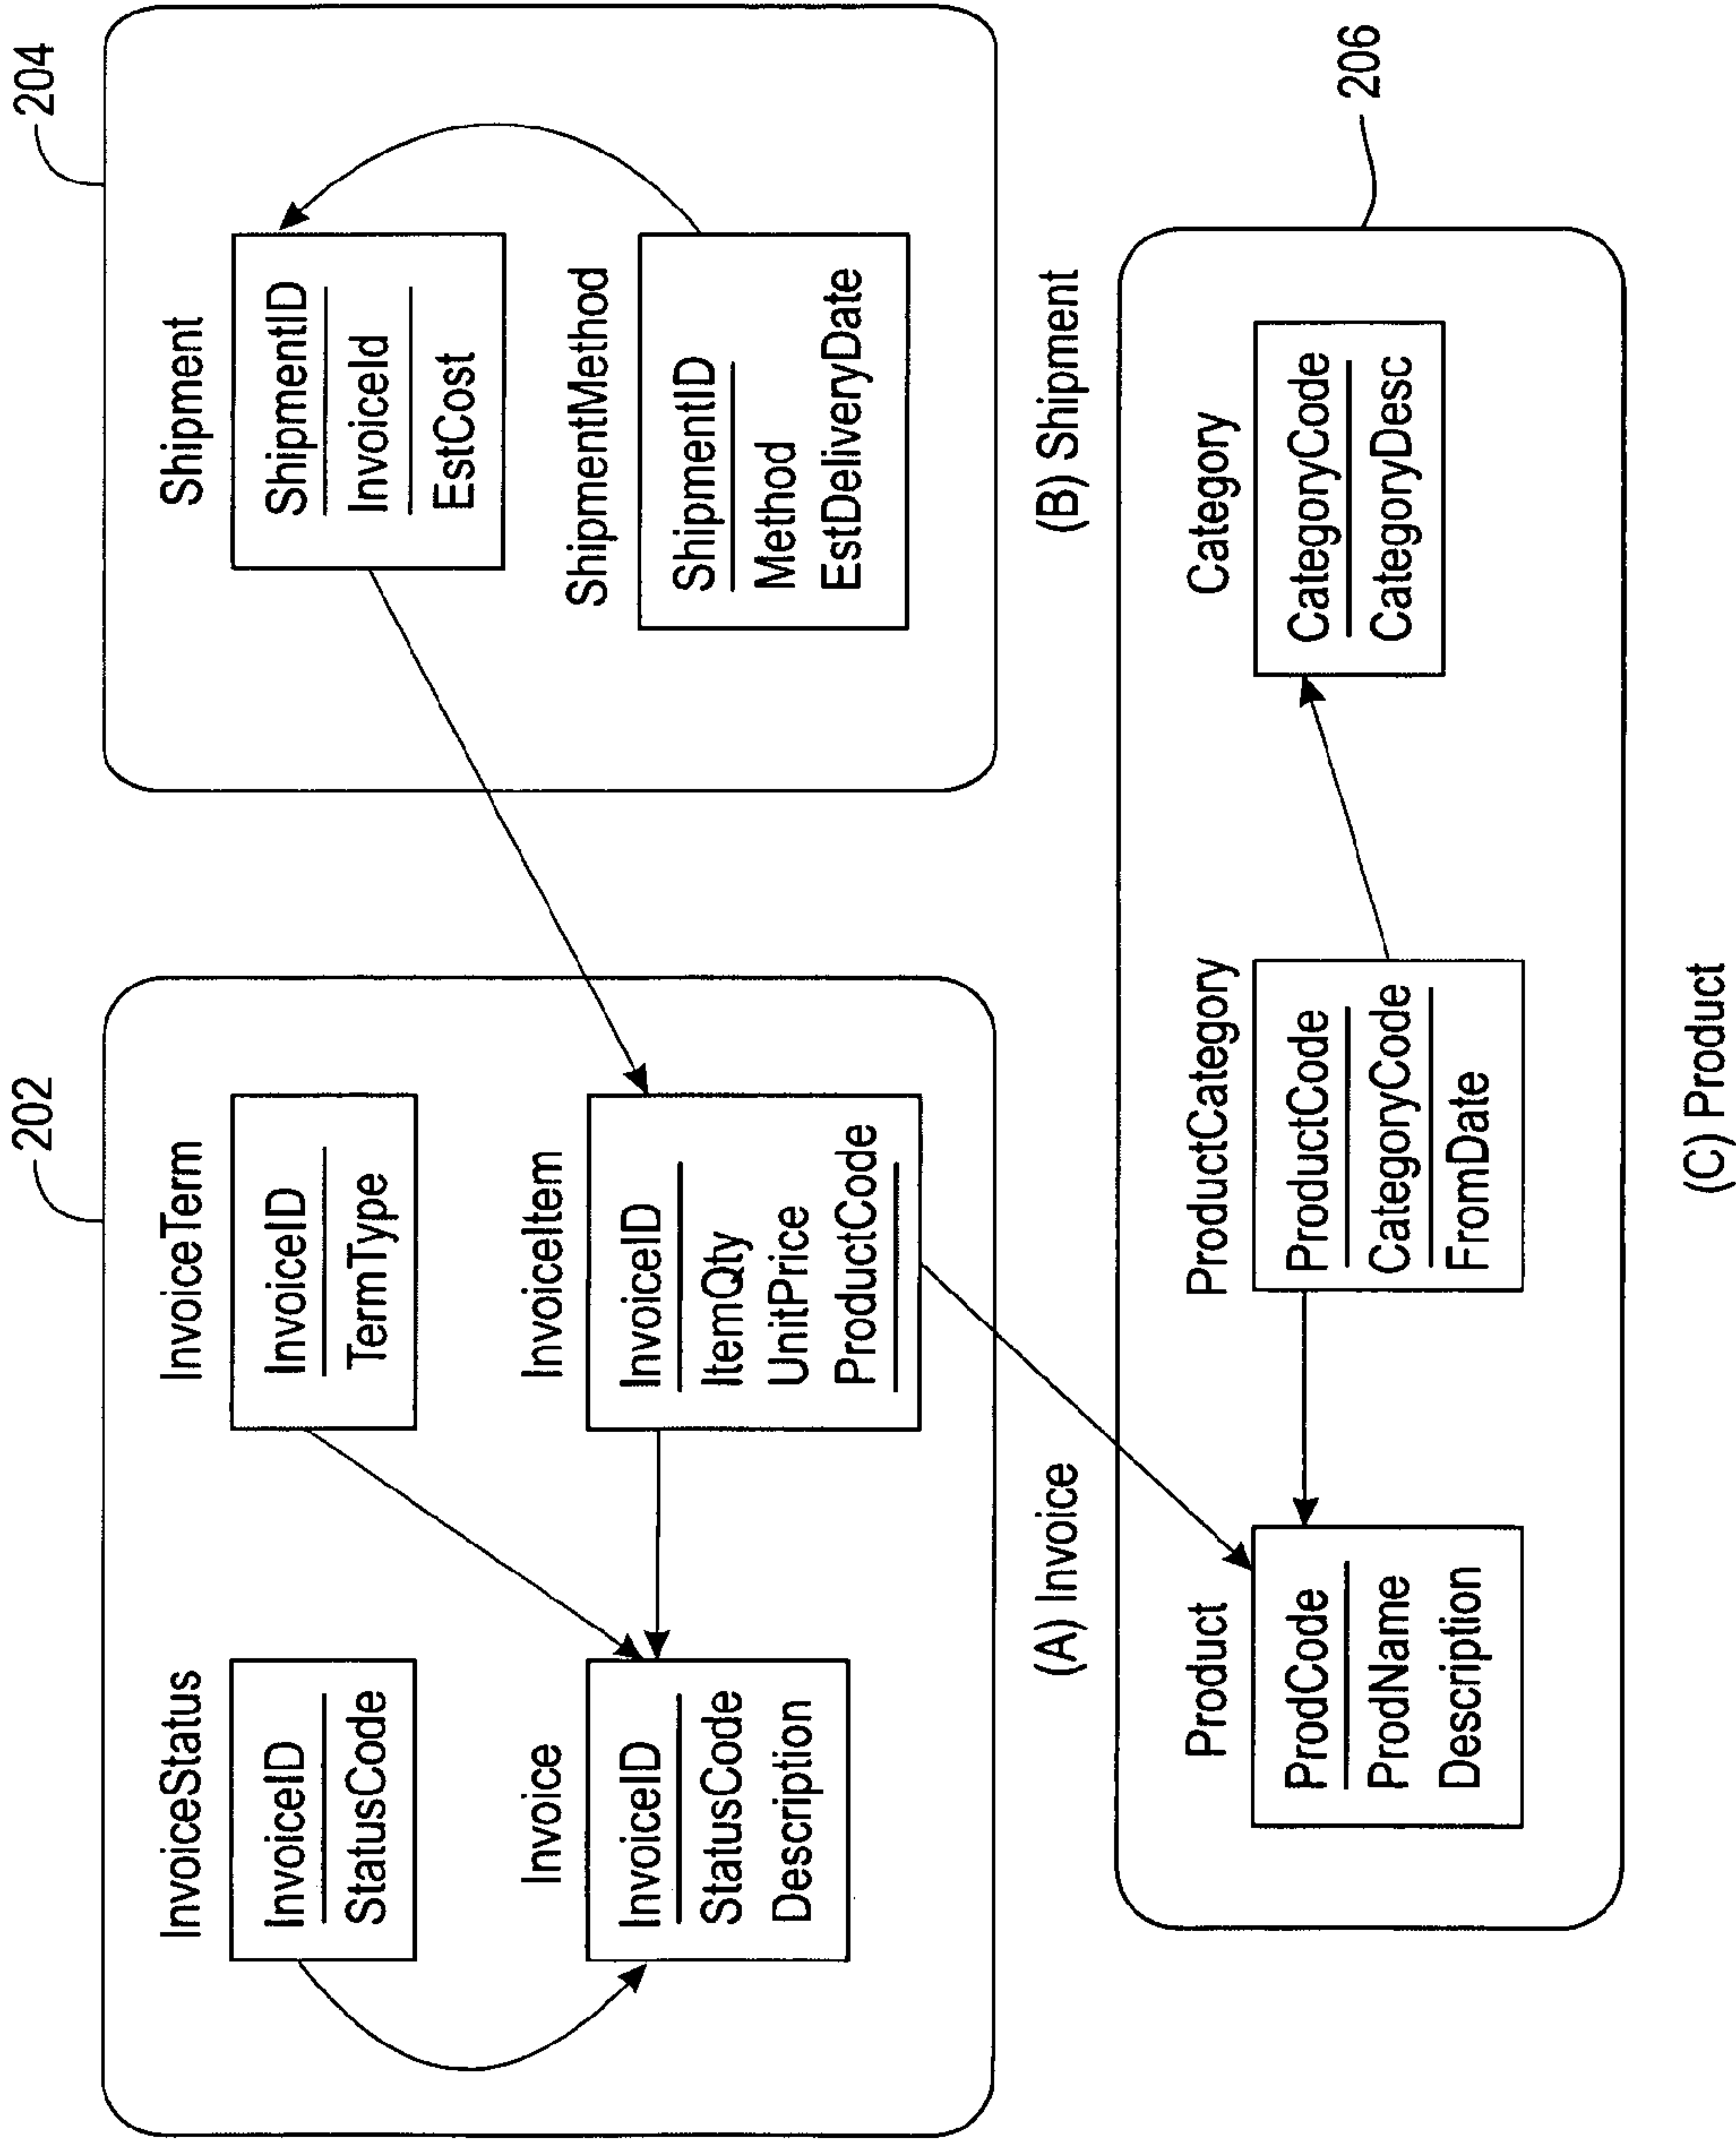 202
204
InvoiceStatus
InvoiceID
StatusCode
InvoiceTerm
InvoiceID
TermType
Invoice
InvoiceID
StatusCode
Description
InvoiceItem
InvoiceID
ItemQty
UnitPrice
ProductCode
(A) Invoice
Shipment
ShipmentID
InvoiceId
EstCost
ShipmentMethod
ShipmentID
Method
EstDeliveryDate
(B) Shipment
Product
ProdCode
ProdName
Description
ProductCategory
ProductCode
CategoryCode
FromDate
Category
CategoryCode
CategoryDesc
206
(C) Product